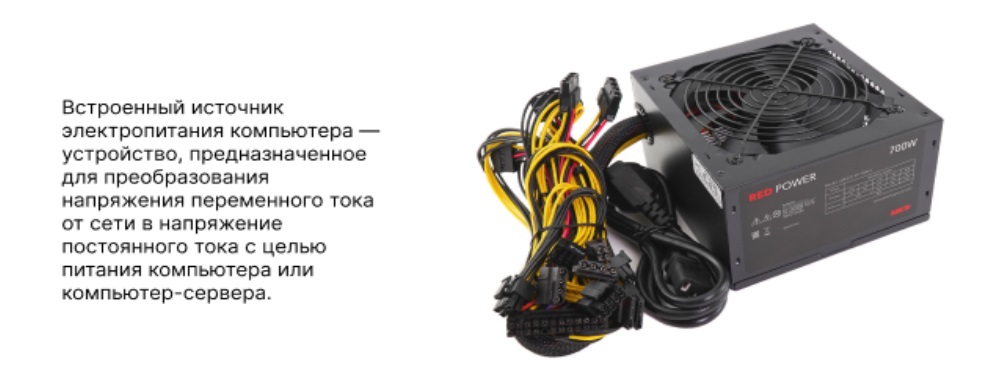 Встроенный источник
электропитания компьютера —
устройство, предназначенное
для преобразования
напряжения переменного тока
от сети в напряжение
постоянного тока с целью
питания компьютера или
компьютер-сервера.
700W
RED POWER